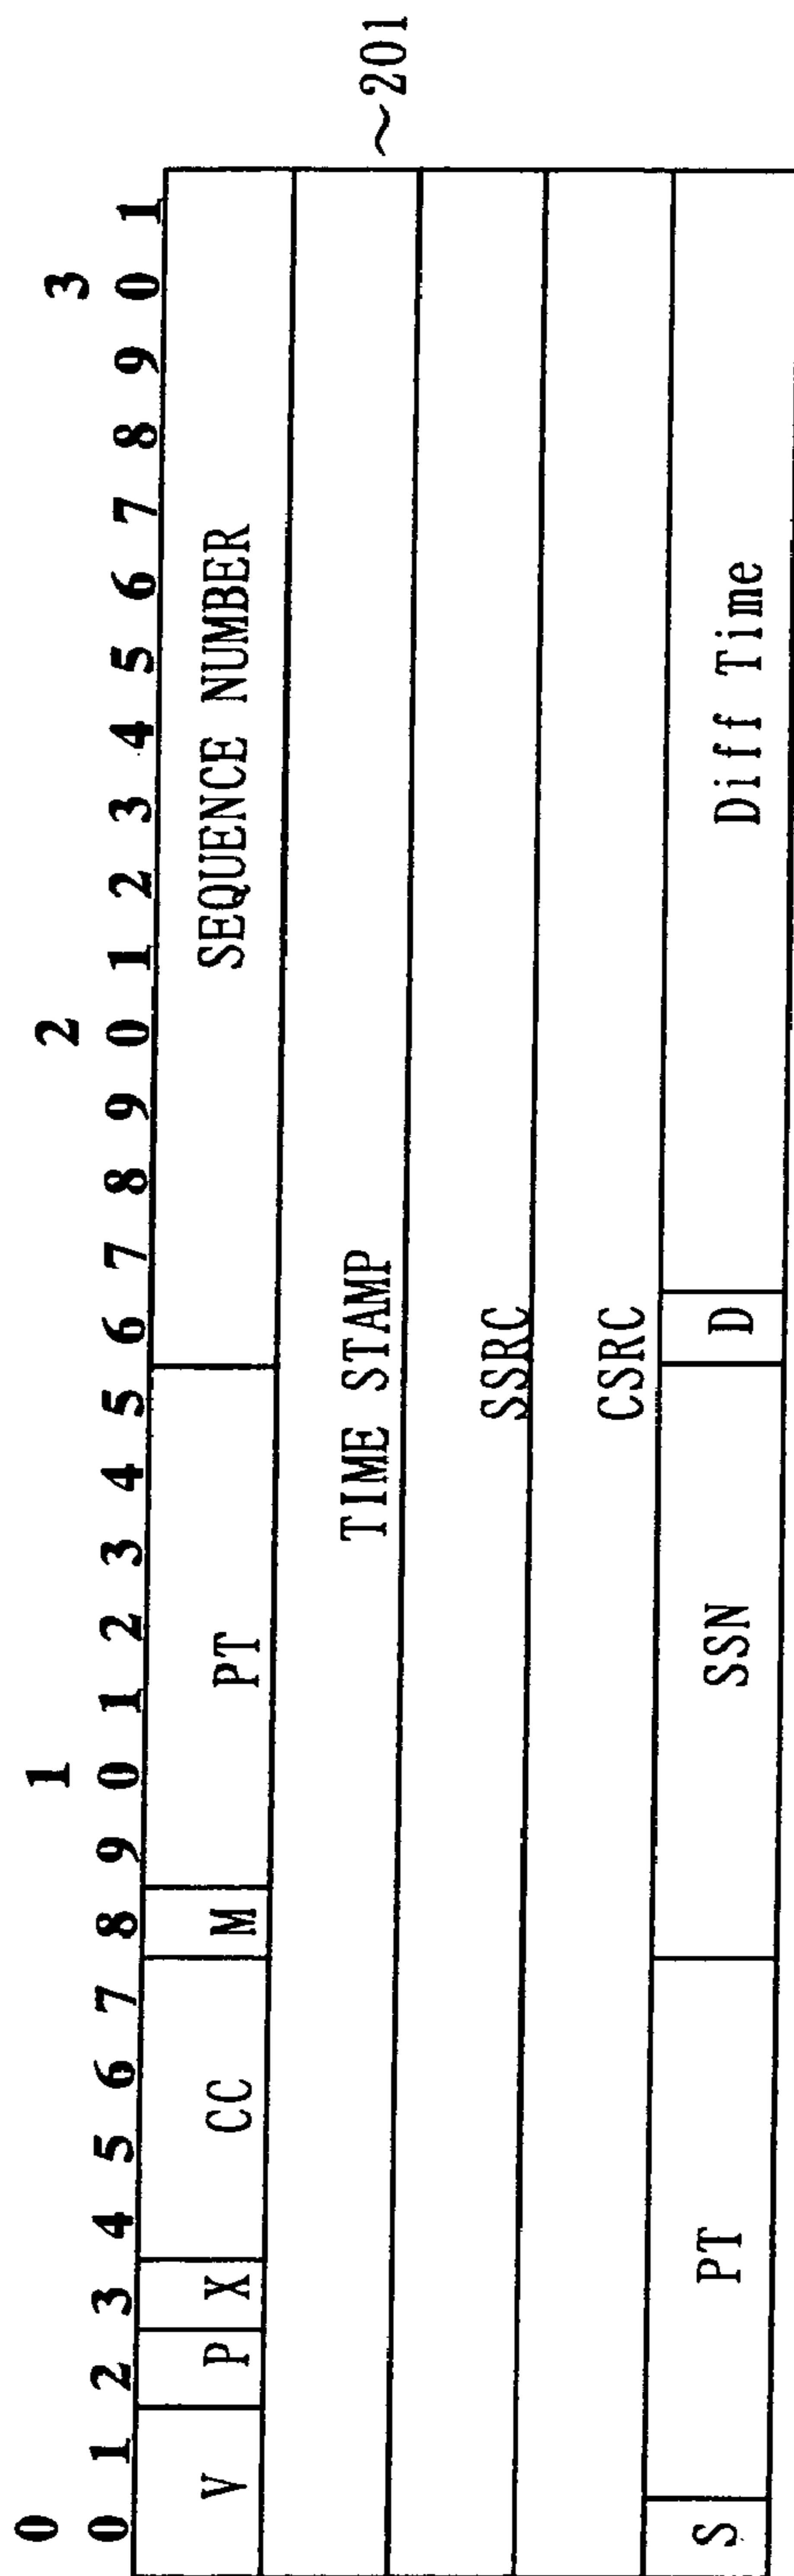 0 1 2 3
0 1 2 3 4 5 6 7 8 9 0 1 2 3 4 5 6 7 8 9 0 1 2 3 4 5 6 7 8 9 0 1
V P X CC M PT SEQUENCE NUMBER
TIME STAMP ~201
SSRC
CSRC
S PT SSN D Diff Time